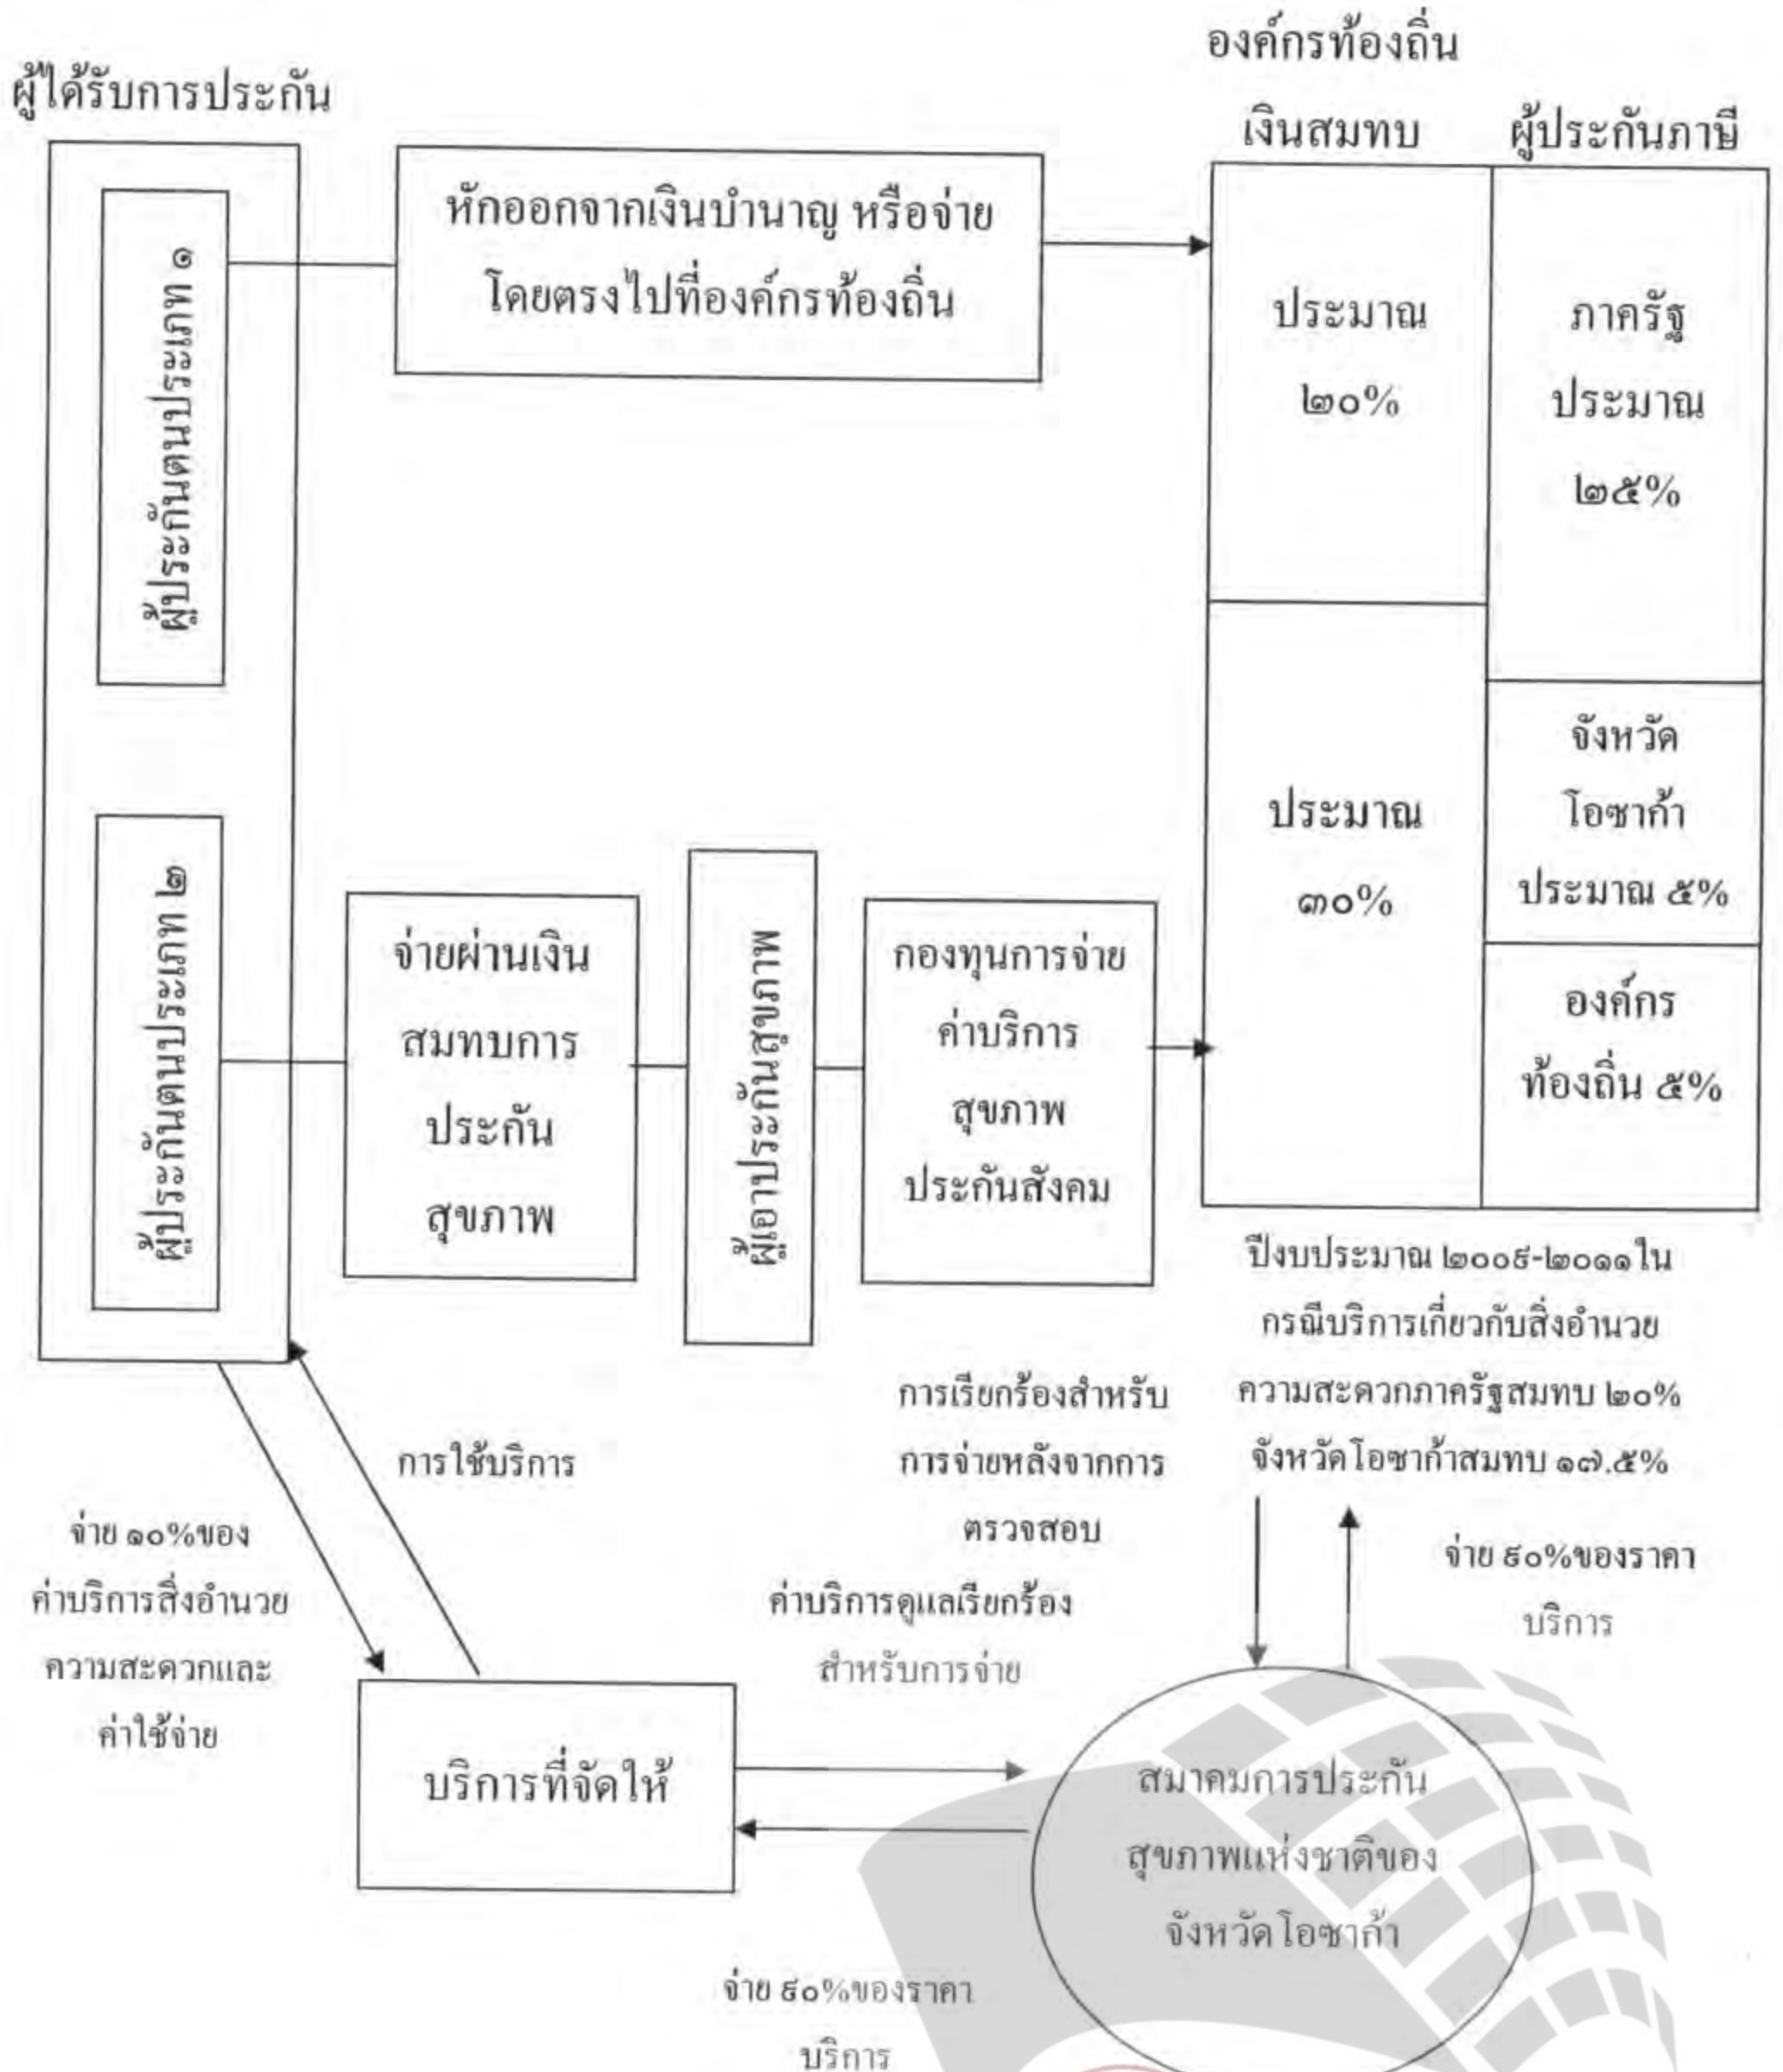 องค์กรท้องถิ่น
ผู้ได้รับการประกัน
เงินสมทบ ผู้ประกันภาษี
ผู้ประกันตนประเภท ๑
หักออกจากเงินบำนาญ หรือจ่าย
โดยตรงไปที่องค์กรท้องถิ่น
ประมาณ
๒๐%
ภาครัฐ
ประมาณ
๒๕%
จังหวัด
โอซาก้า
ประมาณ ๕%
องค์กร
ท้องถิ่น ๕%
ประมาณ
๓๐%
ผู้ประกันตนประเภท ๒
จ่ายผ่านเงิน
สมทบการ
ประกัน
สุขภาพ
ผู้เอาประกันสุขภาพ
กองทุนการจ่าย
ค่าบริการ
สุขภาพ
ประกันสังคม
ปีงบประมาณ ๒๐๐๙-๒๐๑๑ใน
กรณีบริการเกี่ยวกับสิ่งอำนวย
ความสะดวกภาครัฐสมทบ ๒๐%
จังหวัดโอซาก้าสมทบ ๑๗.๕%
การเรียกร้องสำหรับ
การจ่ายหลังจากการ
ตรวจสอบ
การใช้บริการ
จ่าย ๑๐%ของ
ค่าบริการสิ่งอำนวย
ความสะดวกและ
ค่าใช้จ่าย
จ่าย ๙๐%ของราคา
บริการ
ค่าบริการดูแลเรียกร้อง
สำหรับการจ่าย
บริการที่จัดให้
สมาคมการประกัน
สุขภาพแห่งชาติของ
จังหวัดโอซาก้า
จ่าย ๙๐%ของราคา
บริการ